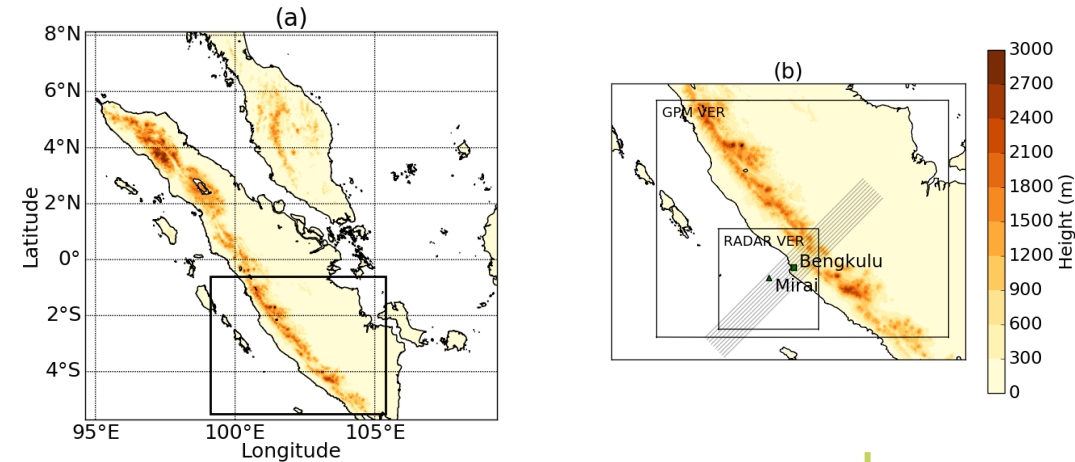 (a)
8°N
6°N
4°N
2°N
0°
2°S
4°S
Latitude
95°E 100°E 105°E
Longitude
(b)
GPM VER
RADAR VER
Bengkulu
Mirai
3000
2700
2400
2100
1800
1500
1200
900
600
300
0
Height (m)